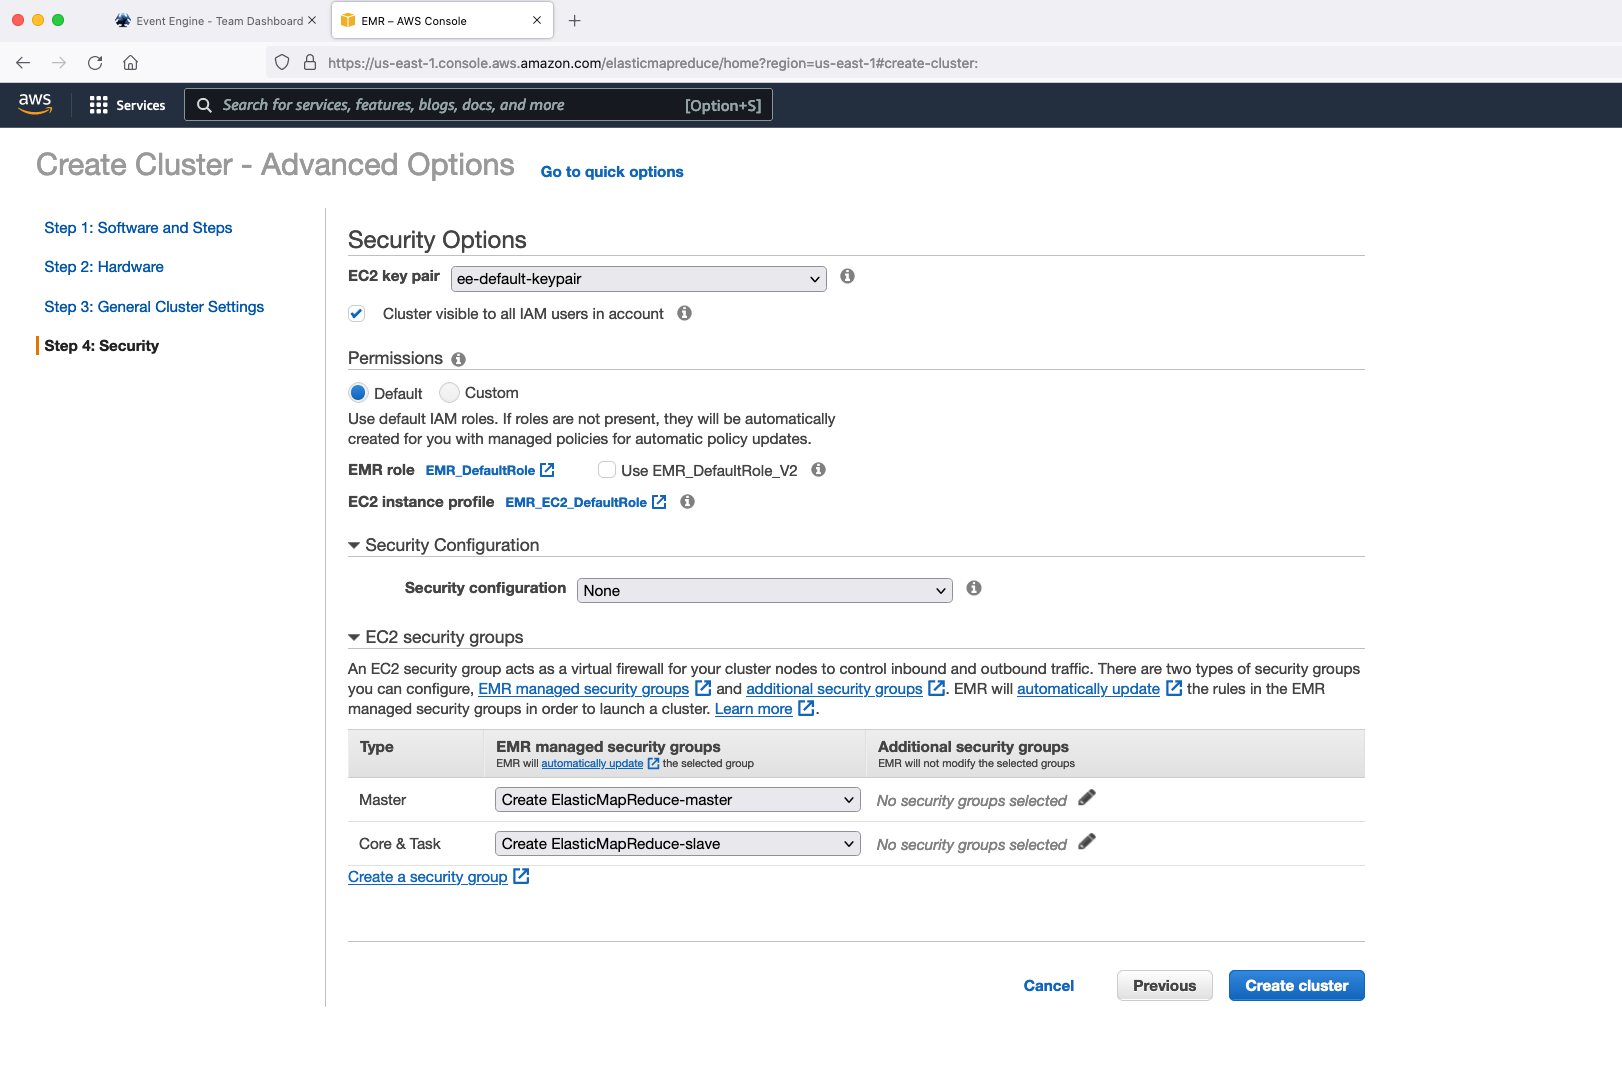 Event Engine - Team Dashboard
EMR – AWS Console
https://us-east-1.console.aws.amazon.com/elasticmapreduce/home?region=us-east-1#create-cluster:
aws
Services
Search for services, features, blogs, docs, and more
[Option+S]
Create Cluster - Advanced Options
Go to quick options
Step 1: Software and Steps
Step 2: Hardware
Step 3: General Cluster Settings
Step 4: Security
Security Options
EC2 key pair
ee-default-keypair
Cluster visible to all IAM users in account
Permissions
Default
Custom
Use default IAM roles. If roles are not present, they will be automatically
created for you with managed policies for automatic policy updates.
EMR role EMR_DefaultRole
Use EMR_DefaultRole_V2
EC2 instance profile EMR_EC2_DefaultRole
Security Configuration
Security configuration
None
EC2 security groups
An EC2 security group acts as a virtual firewall for your cluster nodes to control inbound and outbound traffic. There are two types of security groups
you can configure, EMR managed security groups and additional security groups. EMR will automatically update the rules in the EMR
managed security groups in order to launch a cluster. Learn more.
Type
EMR managed security groups
EMR will automatically update the selected group
Additional security groups
EMR will not modify the selected groups
Master
Create ElasticMapReduce-master
No security groups selected
Core & Task
Create ElasticMapReduce-slave
No security groups selected
Create a security group
Cancel
Previous
Create cluster